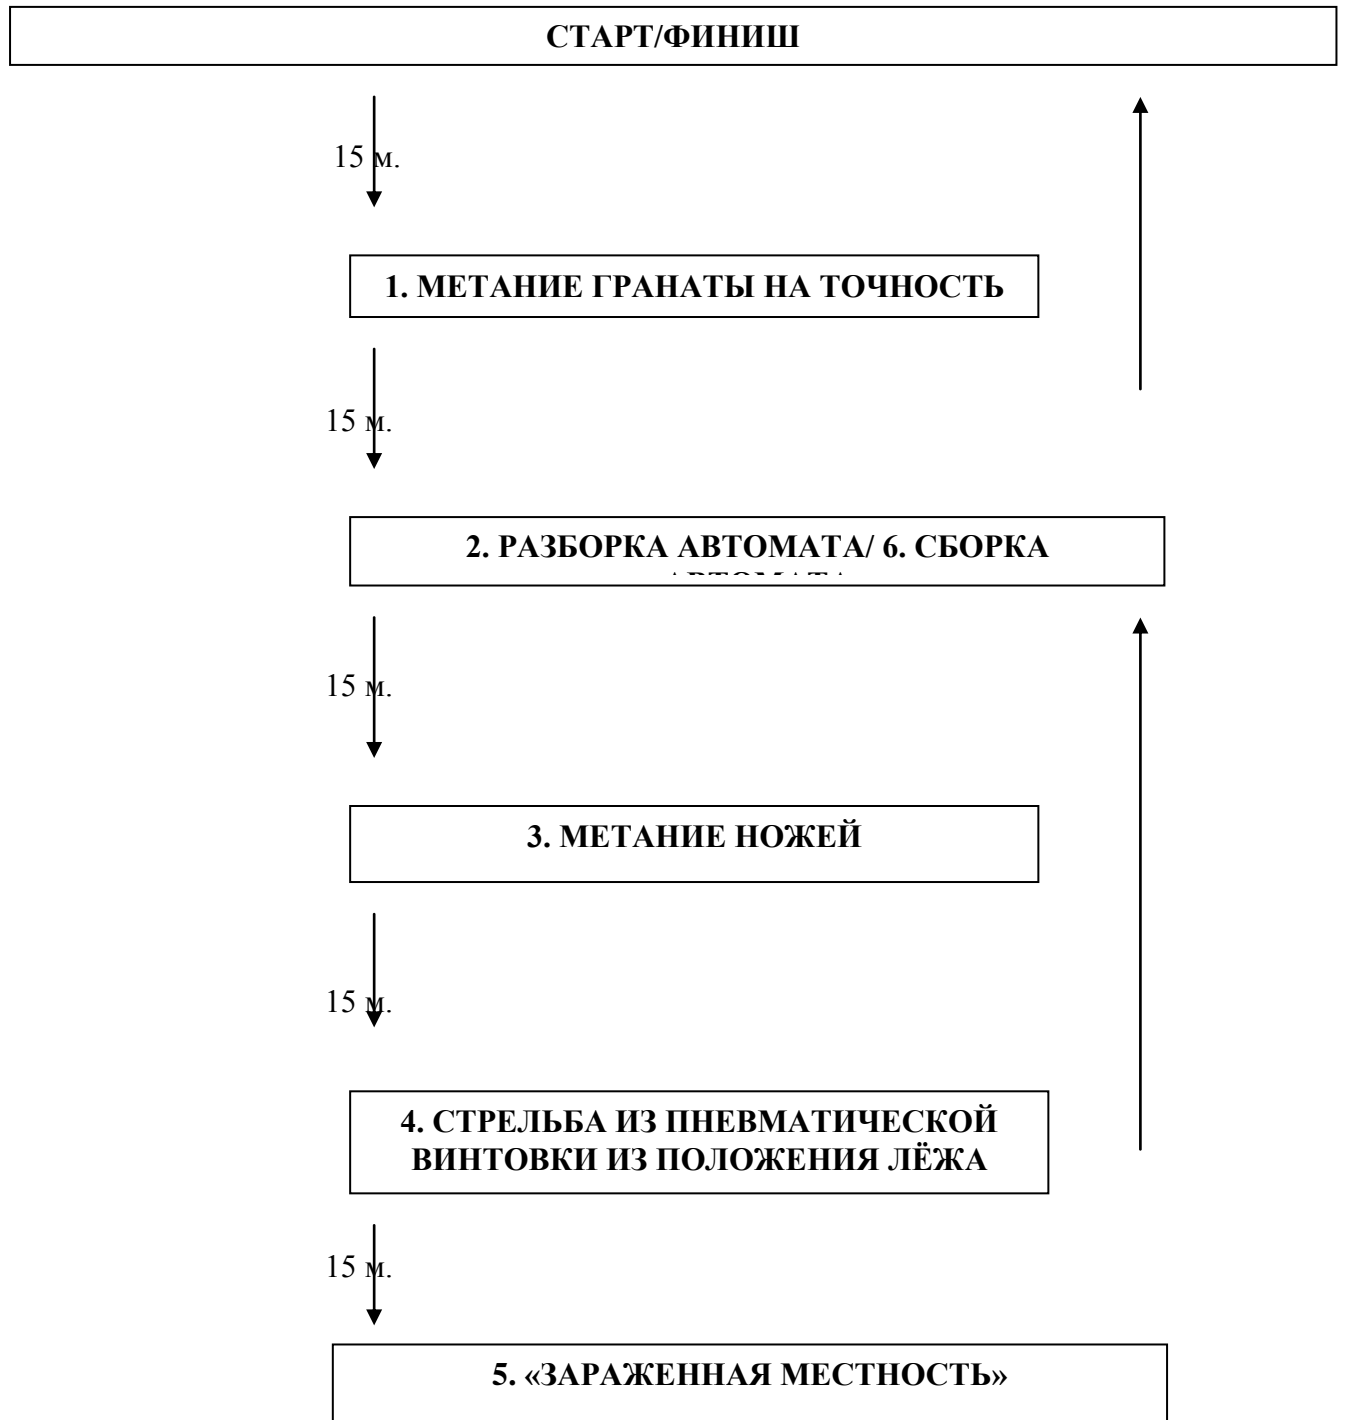 СТАРТ/ФИНИШ
15 м.
1. МЕТАНИЕ ГРАНАТЫ НА ТОЧНОСТЬ
15 м.
2. РАЗБОРКА АВТОМАТА/ 6. СБОРКА
15 м.
3. МЕТАНИЕ НОЖЕЙ
15 м.
4. СТРЕЛЬБА ИЗ ПНЕВМАТИЧЕСКОЙ
ВИНТОВКИ ИЗ ПОЛОЖЕНИЯ ЛЁЖА
15 м.
5. «ЗАРАЖЕННАЯ МЕСТНОСТЬ»